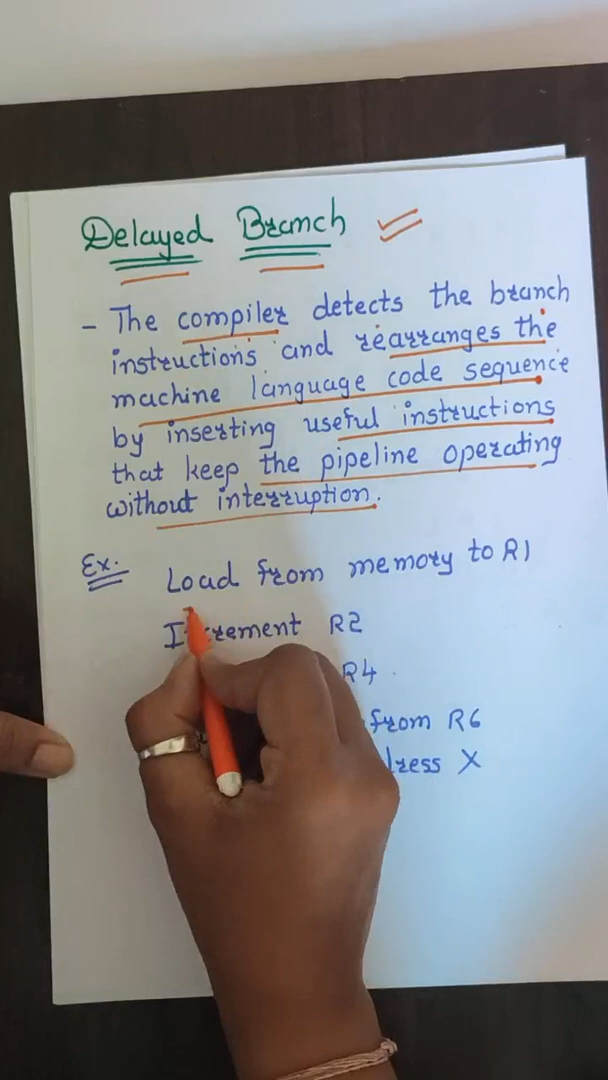 Delayed Branch
- The compiler detects the branch
instructions and rearranges the
machine language code sequence
by inserting useful instructions
that keep the pipeline operating
without interruption.
Ex. Load from memory to R1
Increment R2
R4
from R6
X